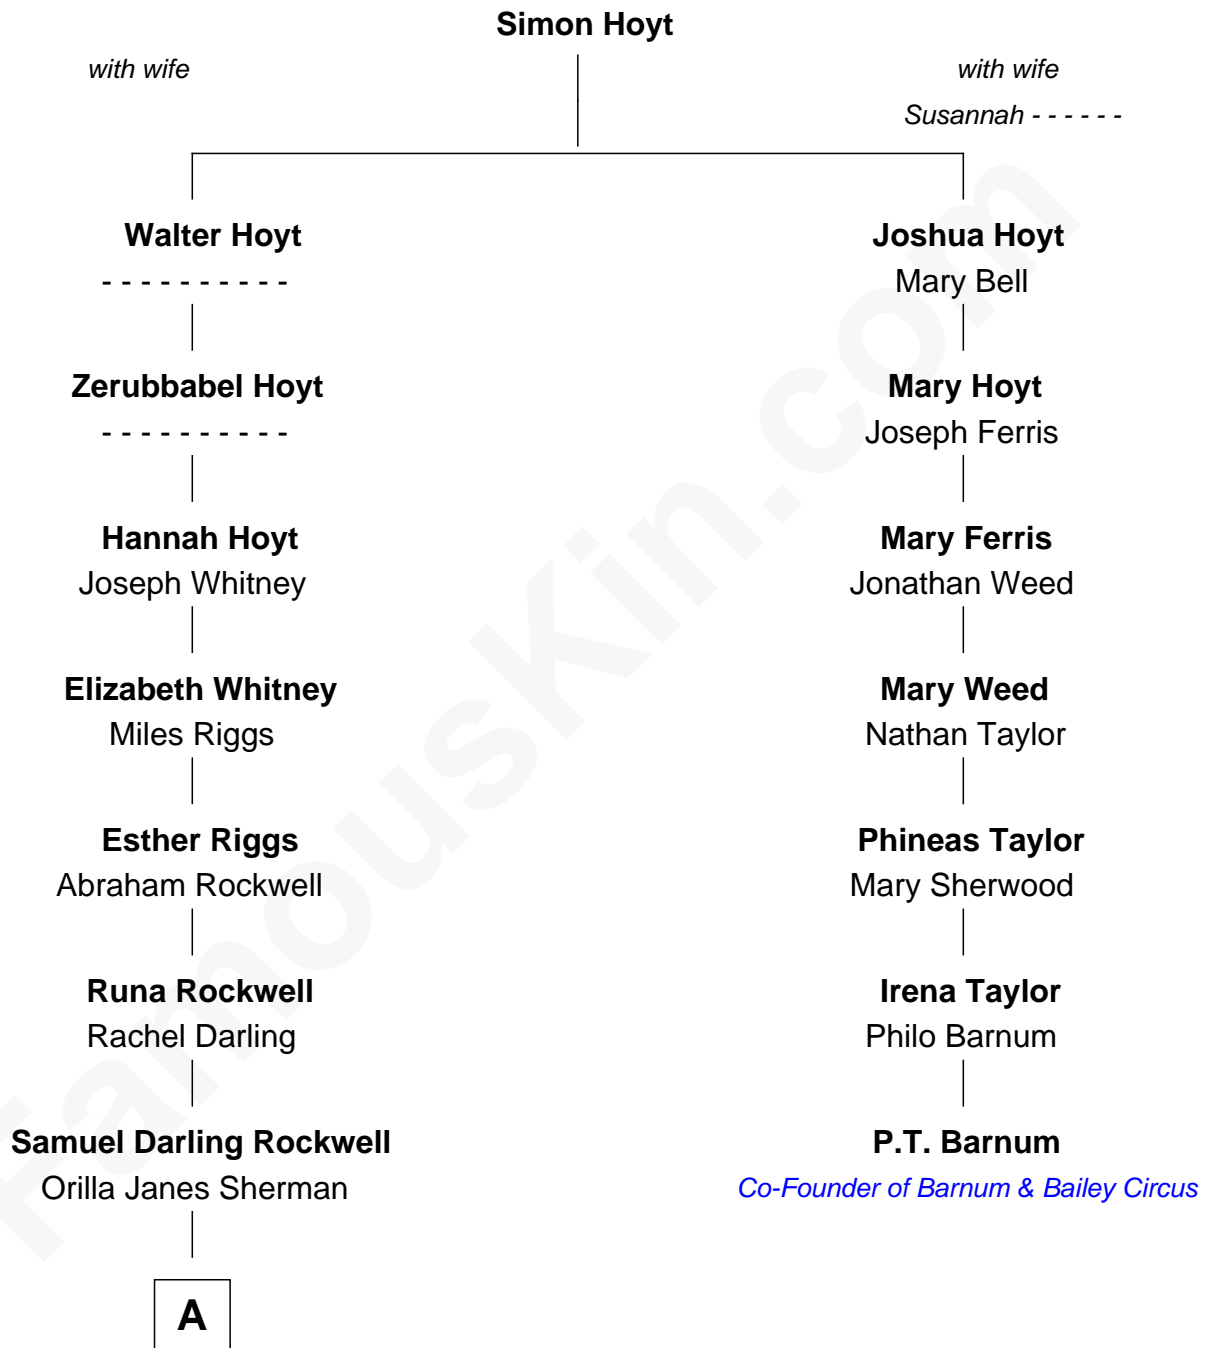 Simon Hoyt
with wife
with wife
Susannah - - - - - -
Walter Hoyt
- - - - - - - - - -
Joshua Hoyt
Mary Bell
Zerubbabel Hoyt
- - - - - - - - - -
Mary Hoyt
Joseph Ferris
Hannah Hoyt
Joseph Whitney
Mary Ferris
Jonathan Weed
Elizabeth Whitney
Miles Riggs
Mary Weed
Nathan Taylor
Esther Riggs
Abraham Rockwell
Phineas Taylor
Mary Sherwood
Runa Rockwell
Rachel Darling
Irena Taylor
Philo Barnum
Samuel Darling Rockwell
Orilla Janes Sherman
P.T. Barnum
Co-Founder of Barnum & Bailey Circus
A
FamousKin.com